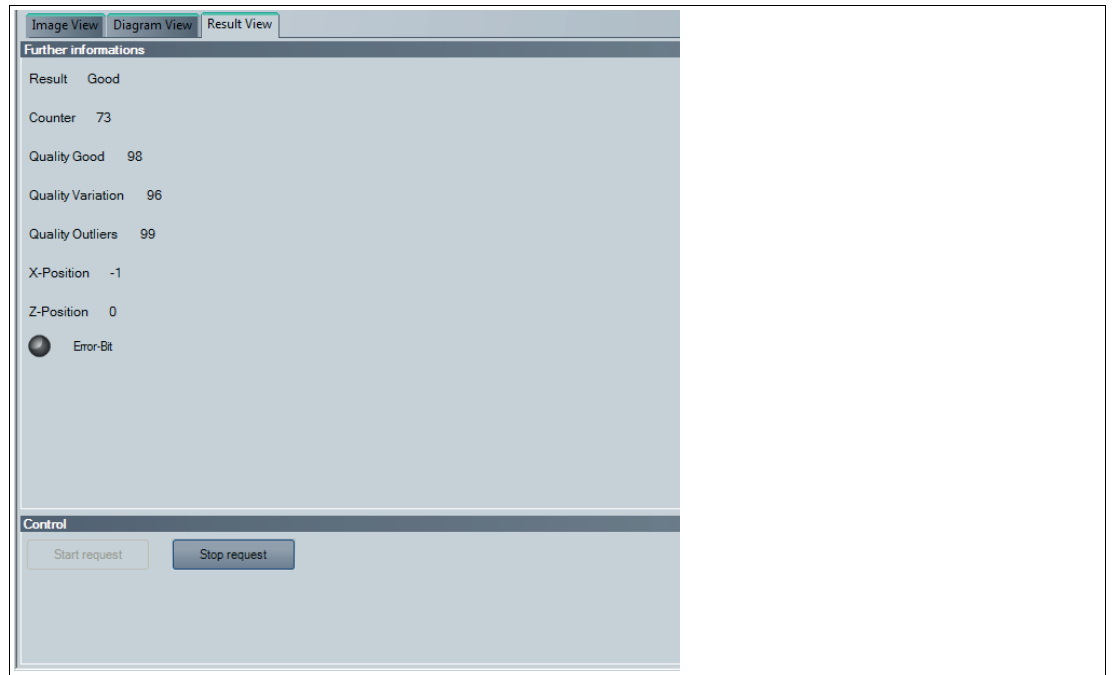 Image View Diagram View Result View
Further informations
Result Good
Counter 73
Quality Good 98
Quality Variation 96
Quality Outliers 99
X-Position -1
Z-Position 0
Error-Bit
Control
Start request Stop request